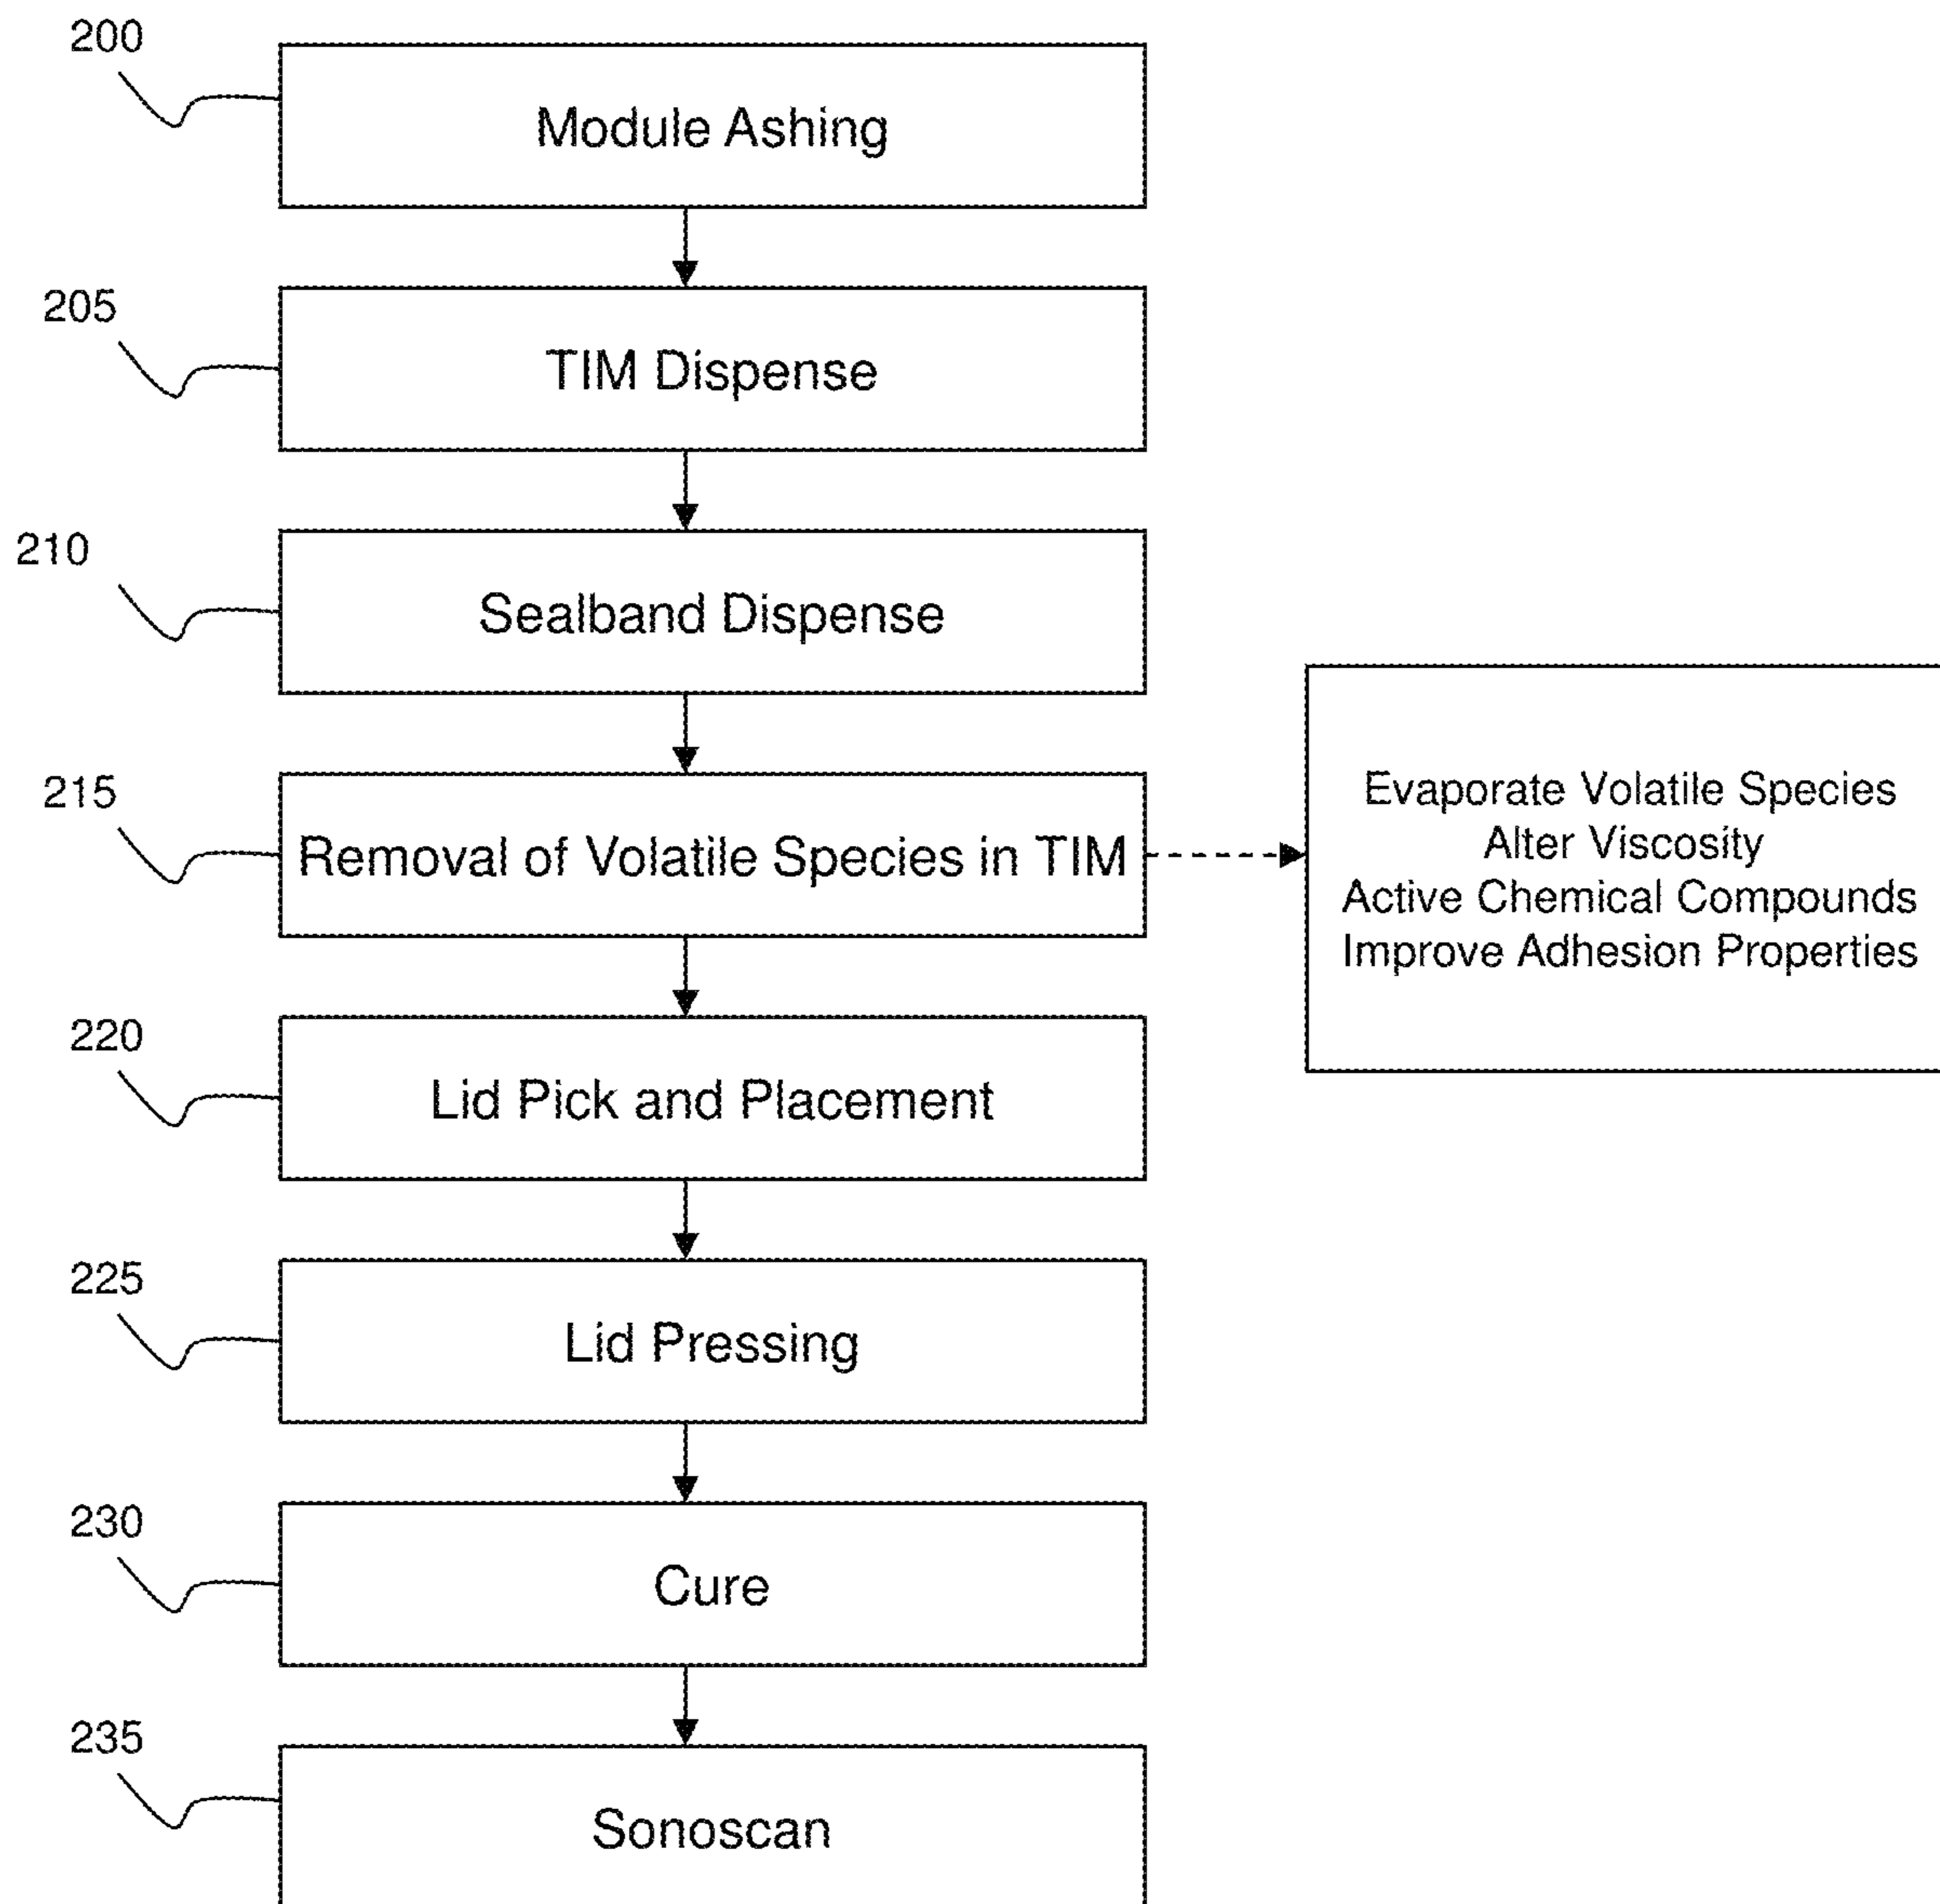 200
Module Ashing
205
TIM Dispense
210
Sealband Dispense
215
Removal of Volatile Species in TIM
Evaporate Volatile Species
Alter Viscosity
Active Chemical Compounds
Improve Adhesion Properties
220
Lid Pick and Placement
225
Lid Pressing
230
Cure
235
Sonoscan